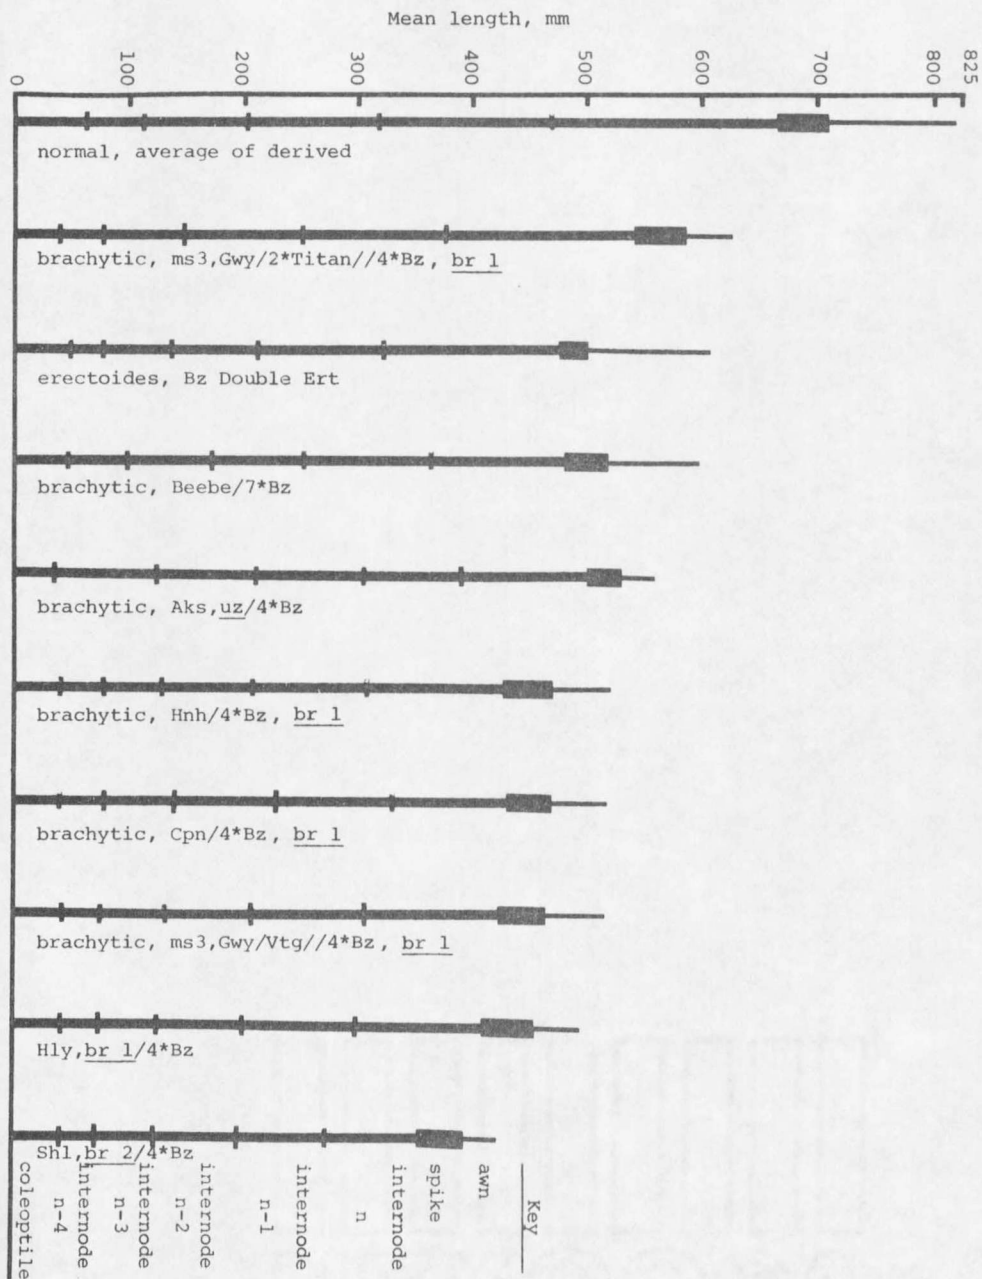 Mean length, mm
0 100 200 300 400 500 600 700 800 825
normal, average of derived
brachytic, ms3,Gwy/2*Titan//4*Bz, br 1
erectoides, Bz Double Ert
brachytic, Beebe/7*Bz
brachytic, Aks,uz/4*Bz
brachytic, Hnh/4*Bz, br 1
brachytic, Cpn/4*Bz, br 1
brachytic, ms3,Gwy/Vtg//4*Bz, br 1
Hly,br 1/4*Bz
Shl,br 2/4*Bz
Key
awn
spike
internode
n
internode
n-1
internode
n-2
internode
n-3
internode
n-4
coleoptile